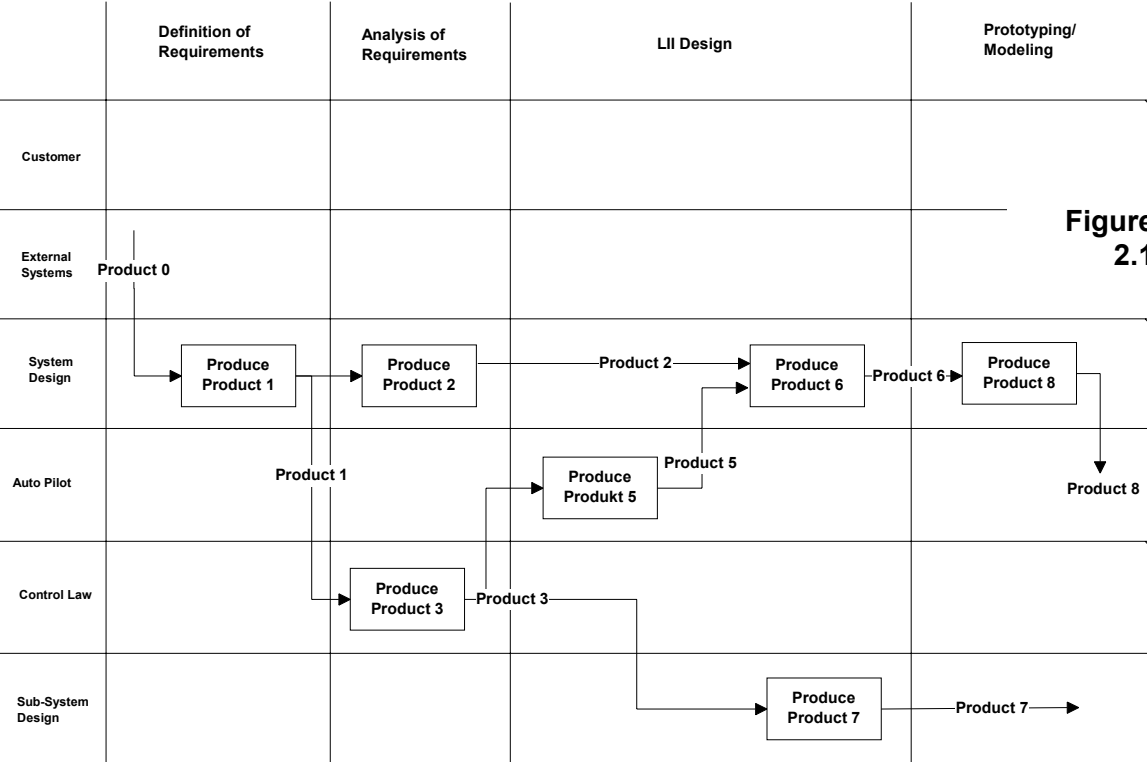 Definition of
Requirements
Analysis of
Requirements
LII Design
Prototyping/
Modeling
Customer
Figure
2.1
External
Systems
Product 0
System
Design
Produce
Product 1
Produce
Product 2
Product 2
Produce
Product 6
Product 6
Produce
Product 8
Auto Pilot
Product 1
Produce
Produkt 5
Product 5
Product 8
Control Law
Produce
Product 3
Product 3
Sub-System
Design
Produce
Product 7
Product 7